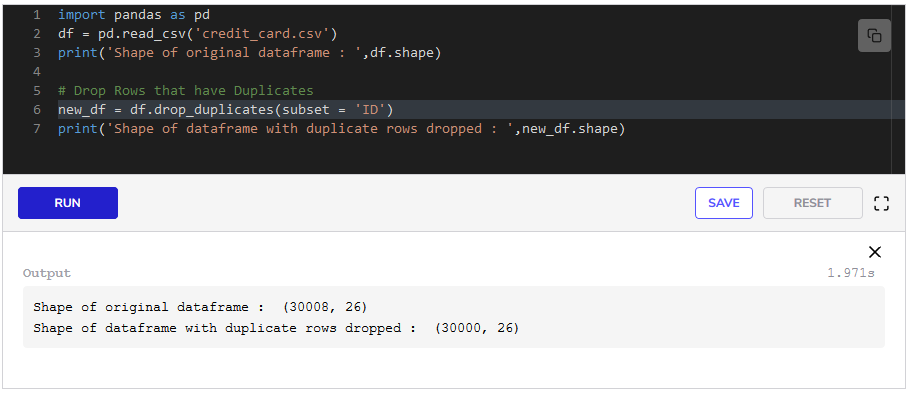 1 import pandas as pd
2 df = pd.read_csv('credit_card.csv')
3 print('Shape of original dataframe : ',df.shape)
4
5 # Drop Rows that have Duplicates
6 new_df = df.drop_duplicates(subset = 'ID')
7 print('Shape of dataframe with duplicate rows dropped : ',new_df.shape)
RUN SAVE RESET
Output 1.971s
Shape of original dataframe :  (30008, 26)
Shape of dataframe with duplicate rows dropped :  (30000, 26)